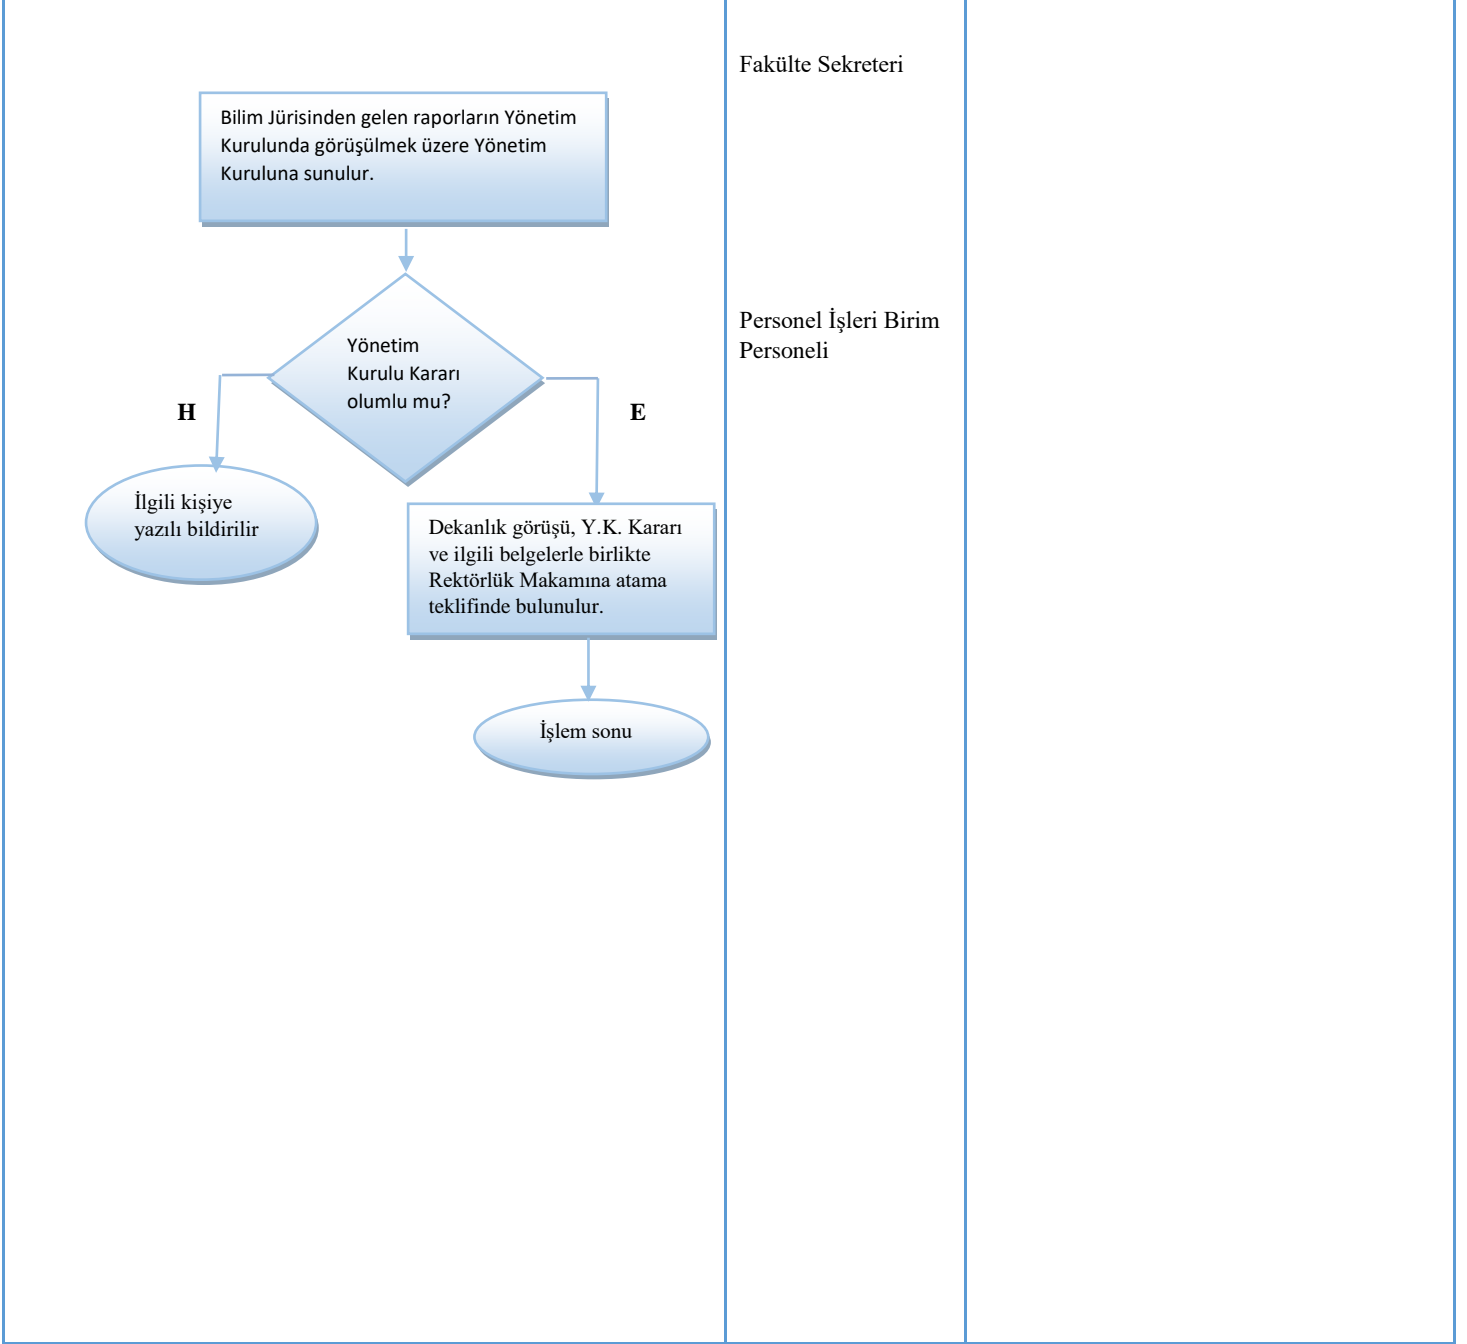 Fakülte Sekreteri
Bilim Jürisinden gelen raporların Yönetim
Kurulunda görüşülmek üzere Yönetim
Kuruluna sunulur.
Personel İşleri Birim
Personeli
Yönetim
Kurulu Kararı
olumlu mu?
H
E
İlgili kişiye
yazılı bildirilir
Dekanlık görüşü, Y.K. Kararı
ve ilgili belgelerle birlikte
Rektörlük Makamına atama
teklifinde bulunulur.
İşlem sonu